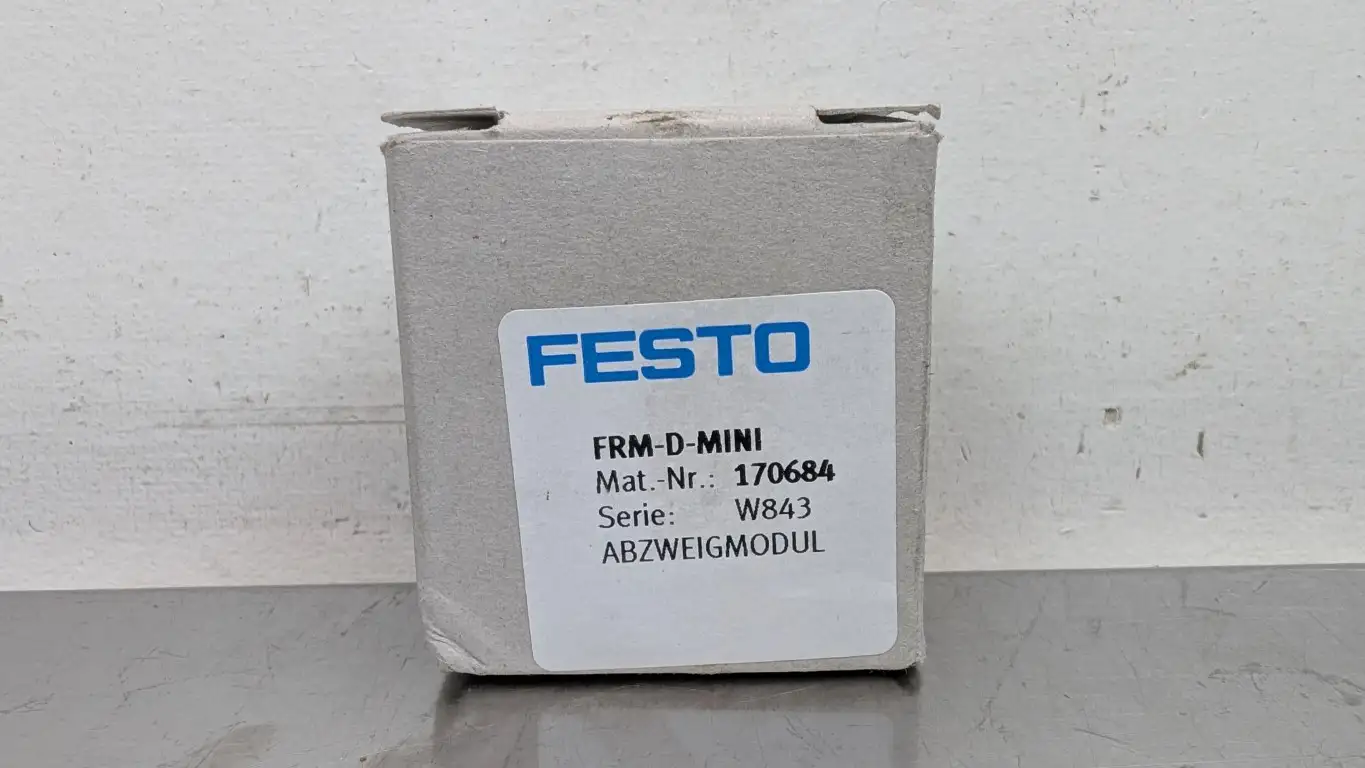 FESTO
FRM-D-MINI
Mat.-Nr.: 170684
Serie: W843
ABZWEIGMODUL